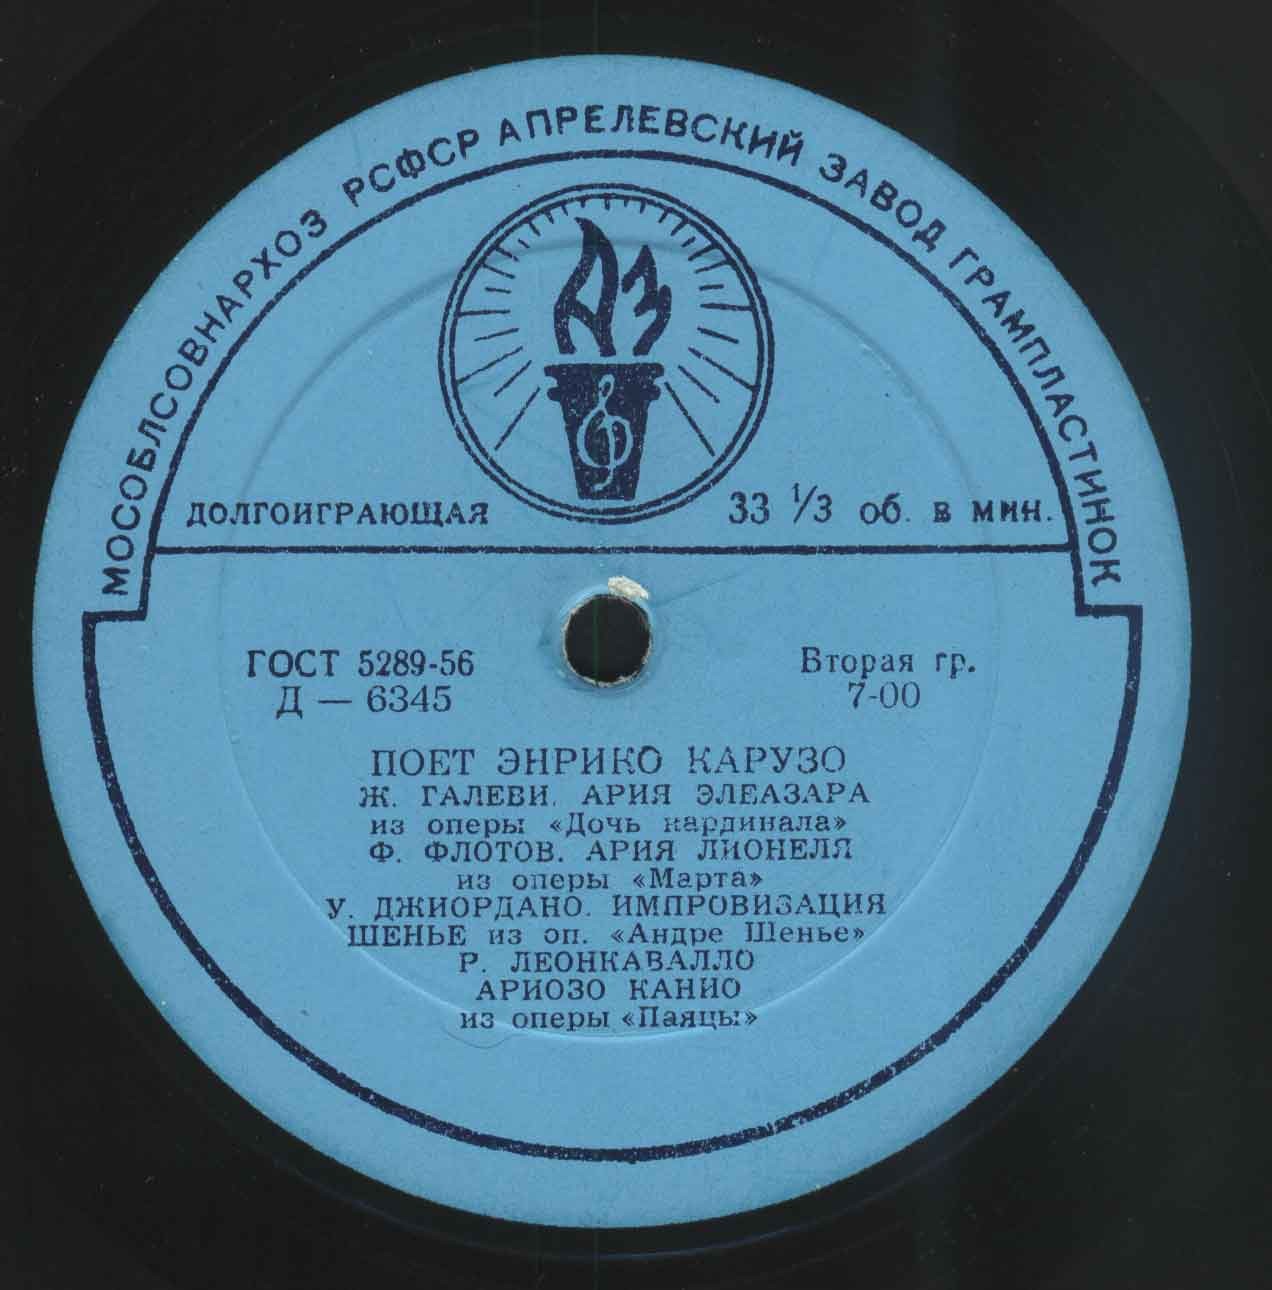 МОСОБЛСОВНАРХОЗ РСФСР АПРЕЛЕВСКИЙ ЗАВОД ГРАМПЛАСТИНОК
АЗ
ДОЛГОИГРАЮЩАЯ
33 1/3 об. в мин.
ГОСТ 5289-56
Д — 6345
Вторая гр.
7-00
ПОЕТ ЭНРИКО КАРУЗО
Ж. ГАЛЕВИ. АРИЯ ЭЛЕАЗАРА
из оперы «Дочь кардинала»
Ф. ФЛОТОВ. АРИЯ ЛИОНЕЛЯ
из оперы «Марта»
У. ДЖИОРДАНО. ИМПРОВИЗАЦИЯ
ШЕНЬЕ из оп. «Андре Шенье»
Р. ЛЕОНКАВАЛЛО
АРИОЗО КАНИО
из оперы «Паяцы»